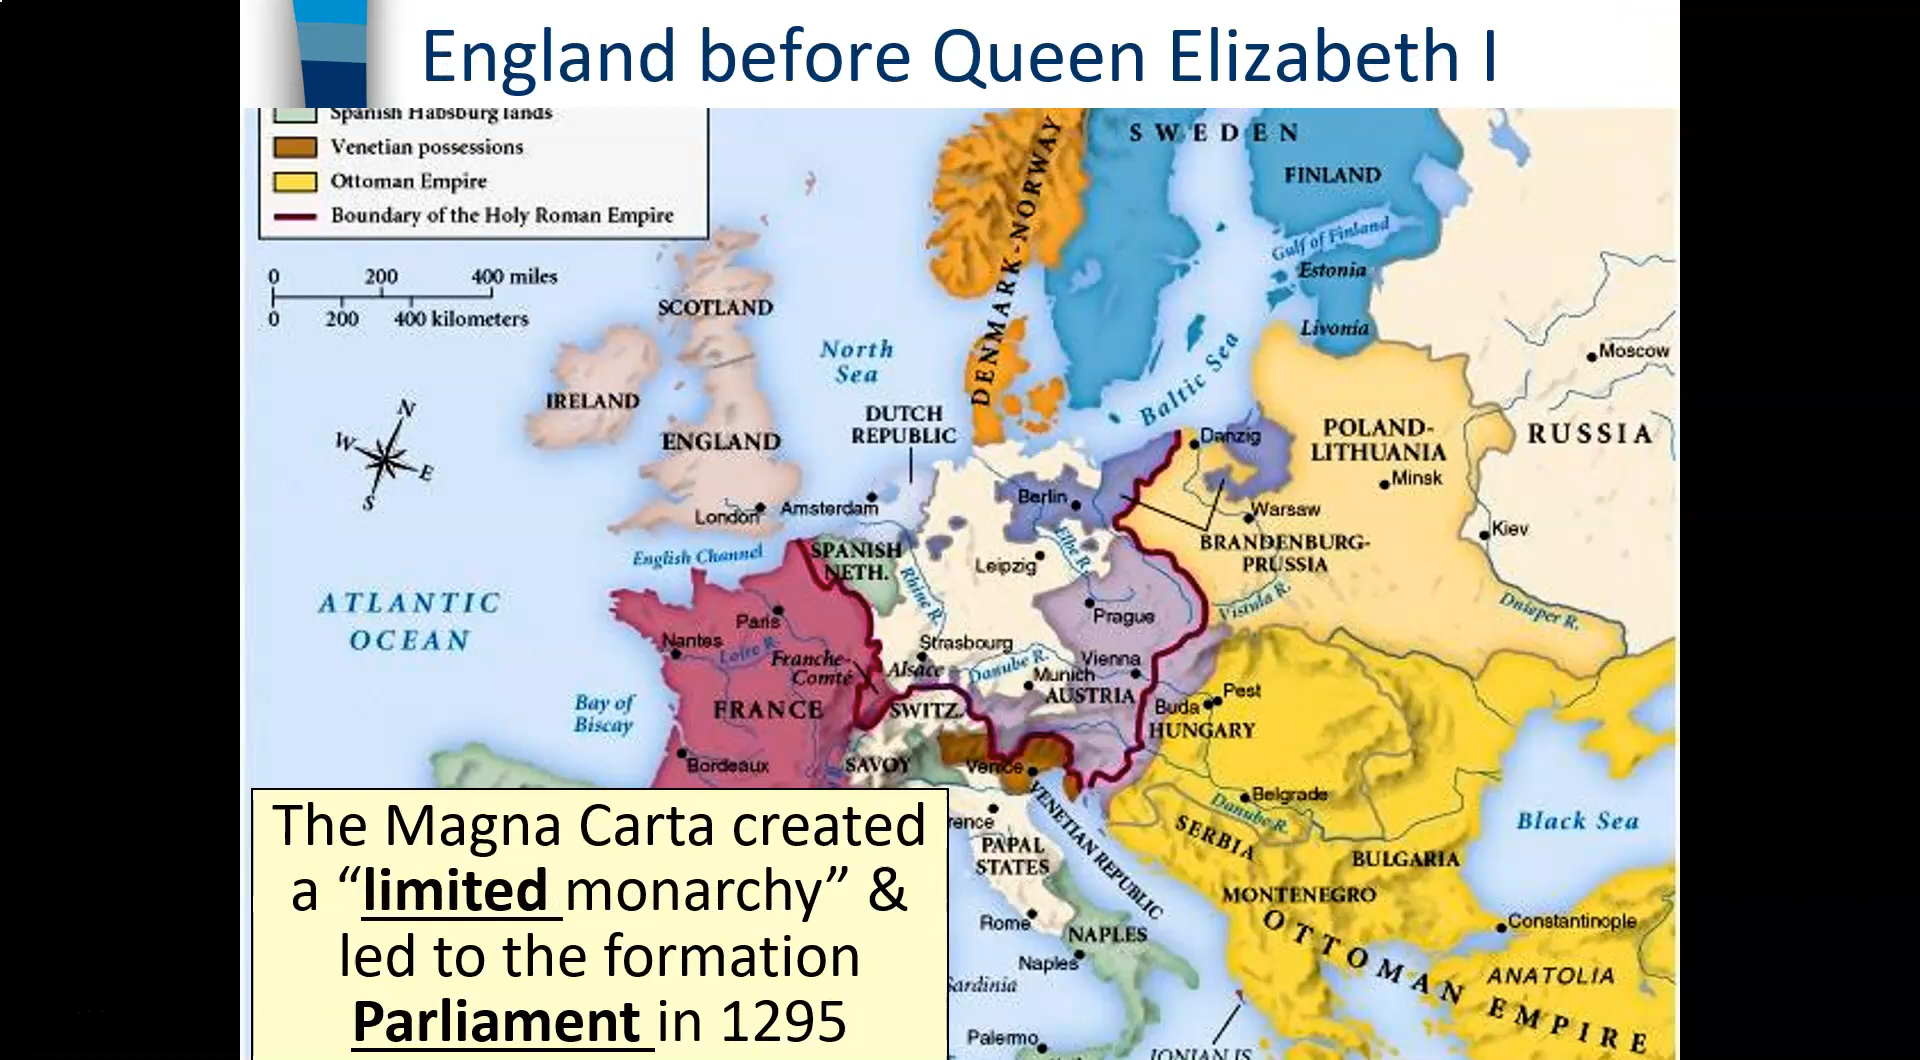 England before Queen Elizabeth I
Spanish Habsburg lands
Venetian possessions
Ottoman Empire
Boundary of the Holy Roman Empire
0 200 400 miles
0 200 400 kilometers
N
W
E
S
SWEDEN
FINLAND
Gulf of Finland
Estonia
Livonia
DENMARK-NORWAY
SCOTLAND
IRELAND
ENGLAND
London
North
Sea
Baltic Sea
Moscow
RUSSIA
DUTCH
REPUBLIC
Amsterdam
Danzig
POLAND-
LITHUANIA
Minsk
Berlin
Warsaw
Kiev
BRANDENBURG-
PRUSSIA
English Channel
SPANISH
NETH.
Leipzig
Elbe R.
Rhine R.
Vistula R.
Dnieper R.
ATLANTIC
OCEAN
Paris
Prague
Nantes
Loire R.
Strasbourg
Franche-
Comté
Alsace
Danube R.
Munich
Vienna
AUSTRIA
Bay of
Biscay
FRANCE
SWITZ.
Buda
Pest
HUNGARY
Bordeaux
SAVOY
Venice
VENETIAN REPUBLIC
Belgrade
Danube R.
SERBIA
Black Sea
BULGARIA
MONTENEGRO
rence
PAPAL
STATES
Rome
NAPLES
Naples
ardinia
Palermo
Constantinople
OTTOMAN EMPIRE
ANATOLIA
IONIAN IS.
The Magna Carta created
a “limited monarchy” &
led to the formation
Parliament in 1295